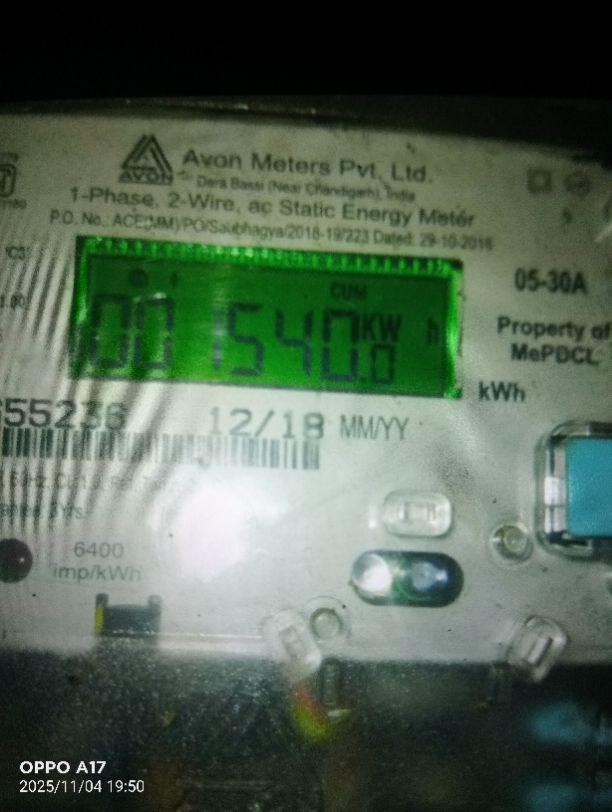 AVON
Avon Meters Pvt. Ltd.
Dera Bassi (Near Chandigarh), India
1-Phase, 2-Wire, ac Static Energy Meter
P.O. No. ACE(MM)/PO/Saubhagya/2018-19/223 Dated: 29-10-2018
CUM
001540.0 KW h
05-30A
Property of
MePDCL
kWh
655236 12/18 MM/YY
6400
imp/kWh
OPPO A17
2025/11/04 19:50